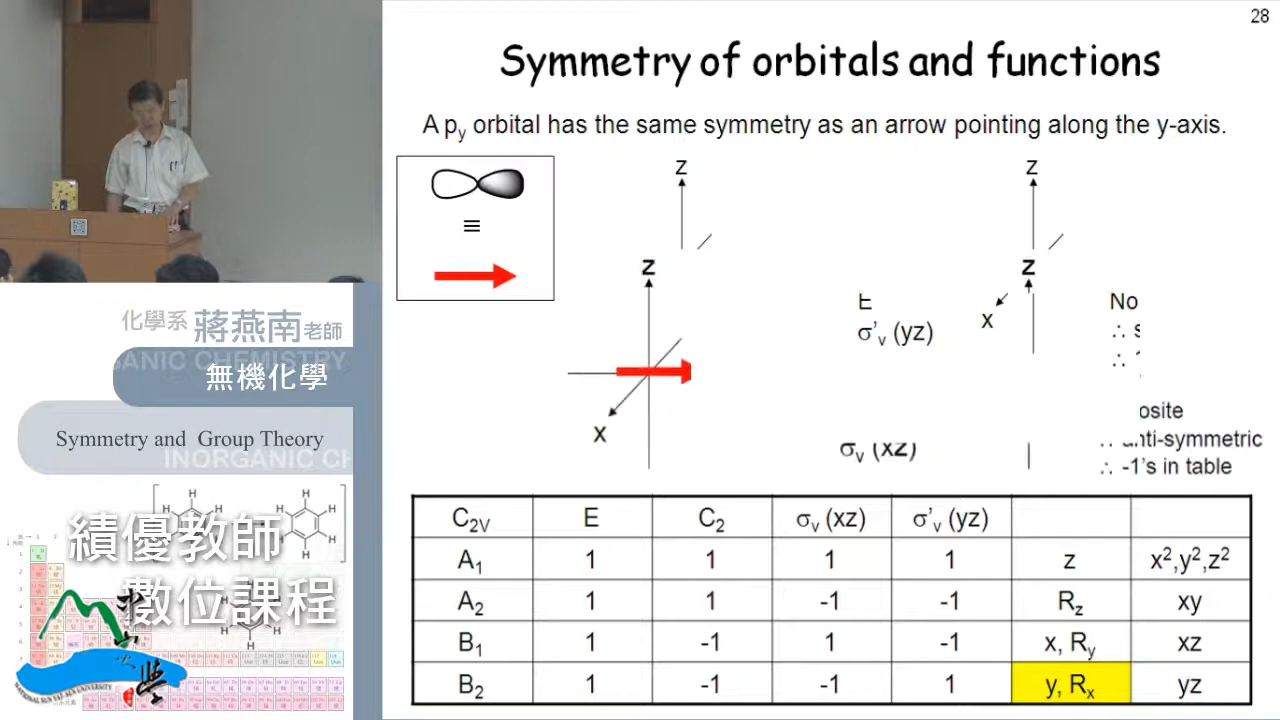 28
Symmetry of orbitals and functions
A py orbital has the same symmetry as an arrow pointing along the y-axis.
≡
z
z
z
z
x
x
E
σ'v (yz)
σv (xz)
No
∴ s
∴
osite
∴ anti-symmetric
∴ -1's in table
C2V E C2 σv (xz) σ'v (yz)
A1 1 1 1 1 z x²,y²,z²
A2 1 1 -1 -1 Rz xy
B1 1 -1 1 -1 x, Ry xz
B2 1 -1 -1 1 y, Rx yz
化學系 蔣燕南老師
ANIC CHEMISTRY
無機化學
Symmetry and Group Theory
INORGANIC CH
績優教師
數位課程